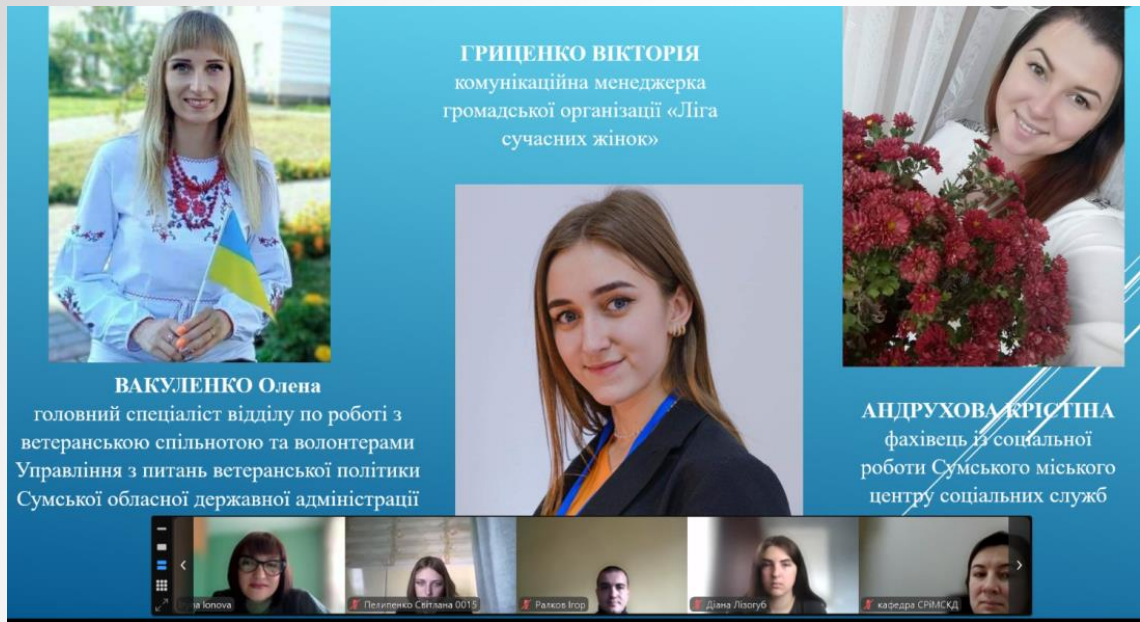 ГРИЦЕНКО ВІКТОРІЯ
комунікаційна менеджерка
громадської організації «Ліга
сучасних жінок»
ВАКУЛЕНКО Олена
головний спеціаліст відділу по роботі з
ветеранською спільнотою та волонтерами
Управління з питань ветеранської політики
Сумської обласної державної адміністрації
АНДРУХОВА КРІСТІНА
фахівець із соціальної
роботи Сумського міського
центру соціальних служб
Ionova
Пелипенко Світлана 0015
Ралков Ігор
Діана Лізогуб
кафедра СРіМСКД